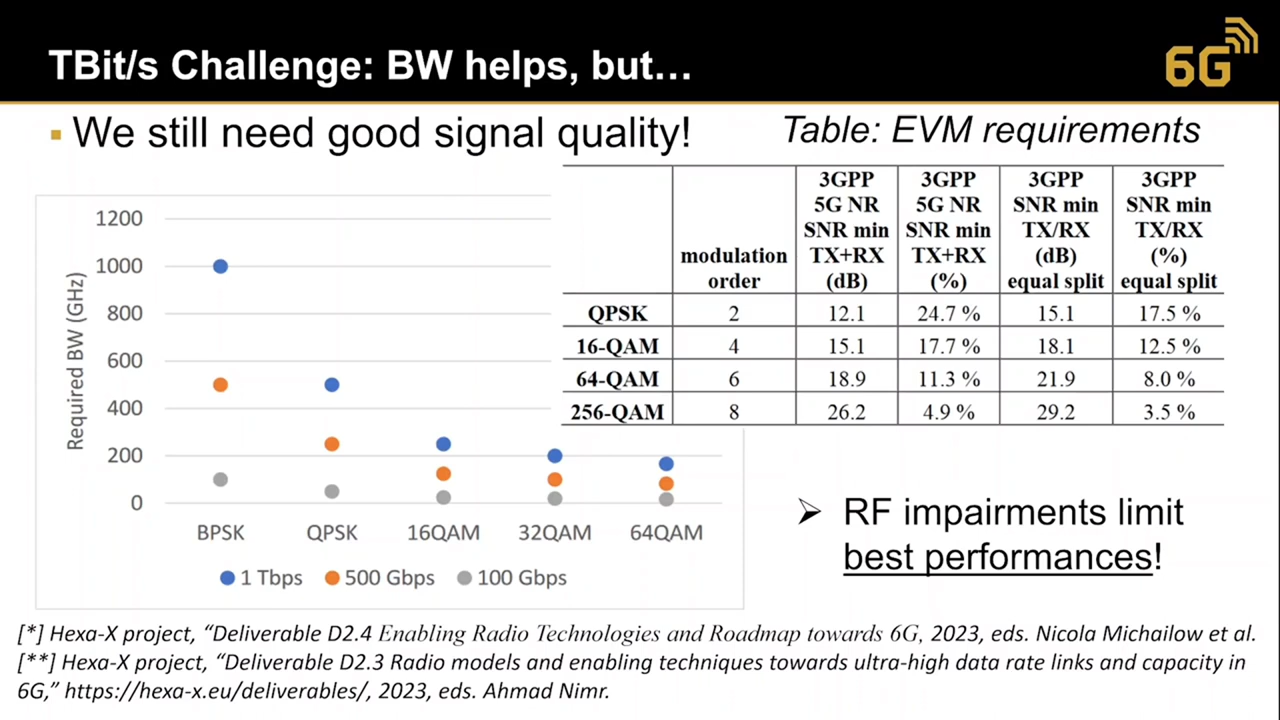 TBit/s Challenge: BW helps, but…
6G
▪ We still need good signal quality!
Table: EVM requirements
modulation order | 3GPP 5G NR SNR min TX+RX (dB) | 3GPP 5G NR SNR min TX+RX (%) | 3GPP SNR min TX/RX (dB) equal split | 3GPP SNR min TX/RX (%) equal split
QPSK 2 12.1 24.7 % 15.1 17.5 %
16-QAM 4 15.1 17.7 % 18.1 12.5 %
64-QAM 6 18.9 11.3 % 21.9 8.0 %
256-QAM 8 26.2 4.9 % 29.2 3.5 %
Required BW (GHz)
1200
1000
800
600
400
200
0
BPSK QPSK 16QAM 32QAM 64QAM
1 Tbps 500 Gbps 100 Gbps
➢ RF impairments limit
best performances!
[*] Hexa-X project, “Deliverable D2.4 Enabling Radio Technologies and Roadmap towards 6G, 2023, eds. Nicola Michailow et al.
[**] Hexa-X project, “Deliverable D2.3 Radio models and enabling techniques towards ultra-high data rate links and capacity in
6G,” https://hexa-x.eu/deliverables/, 2023, eds. Ahmad Nimr.